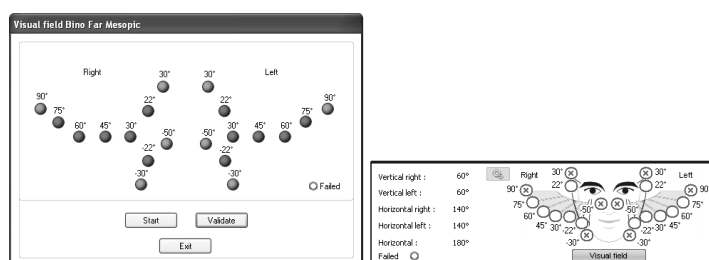 Visual field Bino Far Mesopic
Right
Left
30°
30°
90°
90°
75°
75°
22°
22°
60°
45°
30°
30°
45°
60°
-50°
-50°
-22°
-22°
-30°
-30°
Failed
Start
Validate
Exit
Vertical right :
60°
Vertical left :
60°
Horizontal right :
140°
Horizontal left :
140°
Horizontal :
180°
Failed
Right
30°
30°
Left
22°
22°
90°
90
75°
75°
-50°
-50°
60°
60°
45°
30°
-22°
-22°
30°
45°
-30°
-30°
Visual field